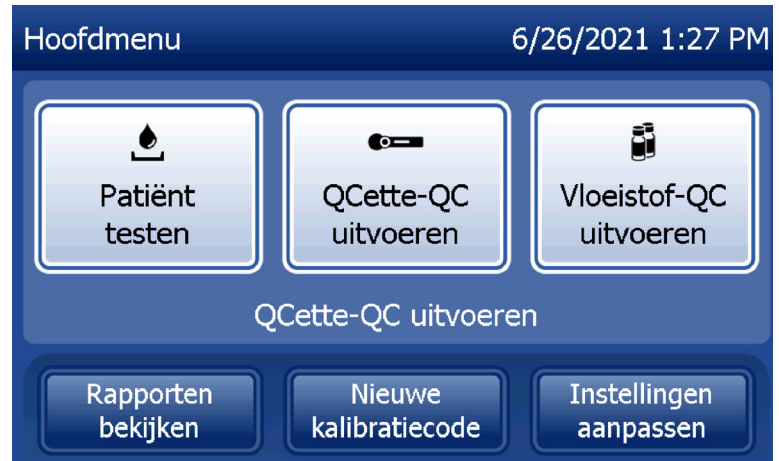 Hoofdmenu 6/26/2021 1:27 PM
Patiënt testen
QCette-QC uitvoeren
Vloeistof-QC uitvoeren
QCette-QC uitvoeren
Rapporten bekijken
Nieuwe kalibratiecode
Instellingen aanpassen